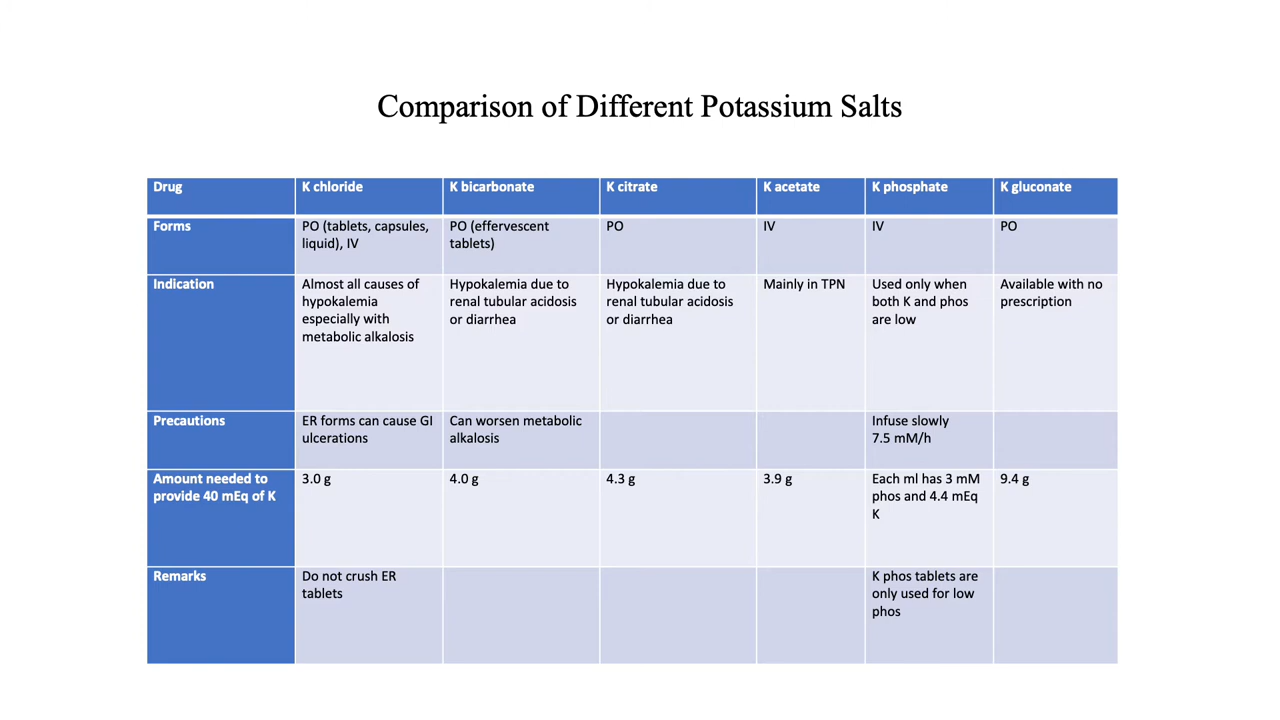 Comparison of Different Potassium Salts
Drug
K chloride
K bicarbonate
K citrate
K acetate
K phosphate
K gluconate
Forms
PO (tablets, capsules,
liquid), IV
PO (effervescent
tablets)
PO
IV
IV
PO
Indication
Almost all causes of
hypokalemia
especially with
metabolic alkalosis
Hypokalemia due to
renal tubular acidosis
or diarrhea
Hypokalemia due to
renal tubular acidosis
or diarrhea
Mainly in TPN
Used only when
both K and phos
are low
Available with no
prescription
Precautions
ER forms can cause GI
ulcerations
Can worsen metabolic
alkalosis
Infuse slowly
7.5 mM/h
Amount needed to
provide 40 mEq of K
3.0 g
4.0 g
4.3 g
3.9 g
Each ml has 3 mM
phos and 4.4 mEq
K
9.4 g
Remarks
Do not crush ER
tablets
K phos tablets are
only used for low
phos